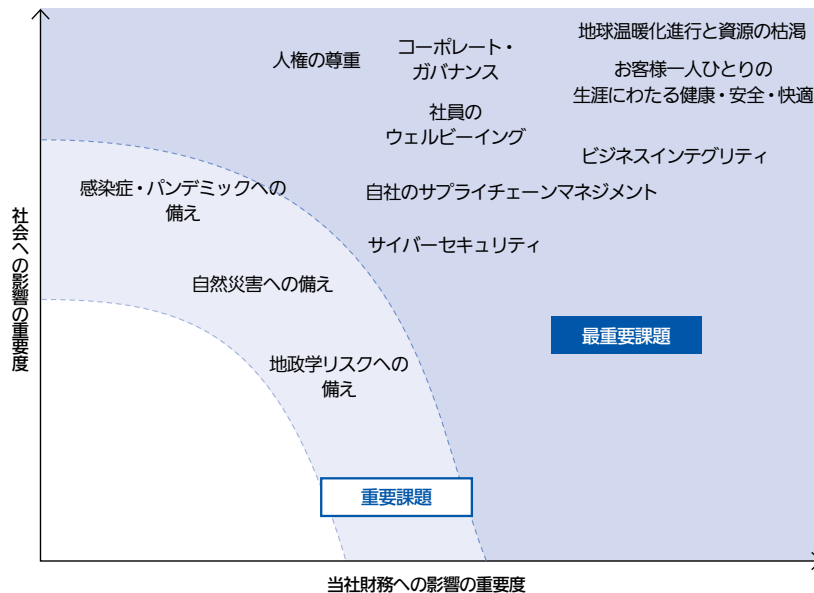 地球温暖化進行と資源の枯渇
人権の尊重
コーポレート・
ガバナンス
お客様一人ひとりの
生涯にわたる健康・安全・快適
社員の
ウェルビーイング
ビジネスインテグリティ
感染症・パンデミックへの
備え
自社のサプライチェーンマネジメント
サイバーセキュリティ
自然災害への備え
最重要課題
地政学リスクへの
備え
重要課題
社会への影響の重要度
当社財務への影響の重要度